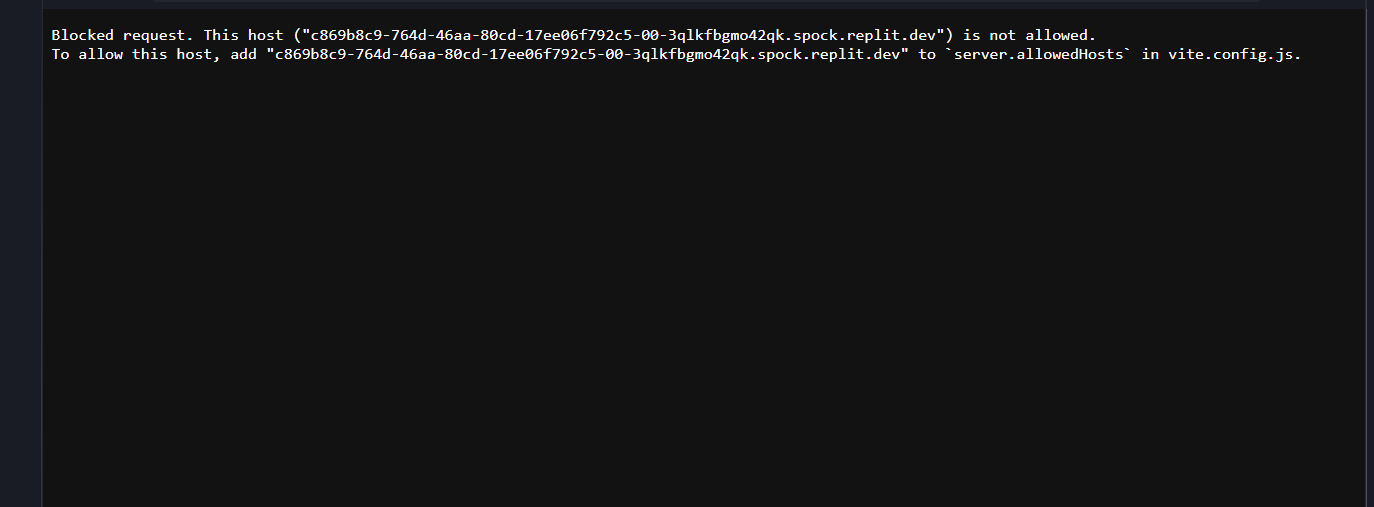 Blocked request. This host ("c869b8c9-764d-46aa-80cd-17ee06f792c5-00-3qlkfbgmo42qk.spock.replit.dev") is not allowed.
To allow this host, add "c869b8c9-764d-46aa-80cd-17ee06f792c5-00-3qlkfbgmo42qk.spock.replit.dev" to `server.allowedHosts` in vite.config.js.